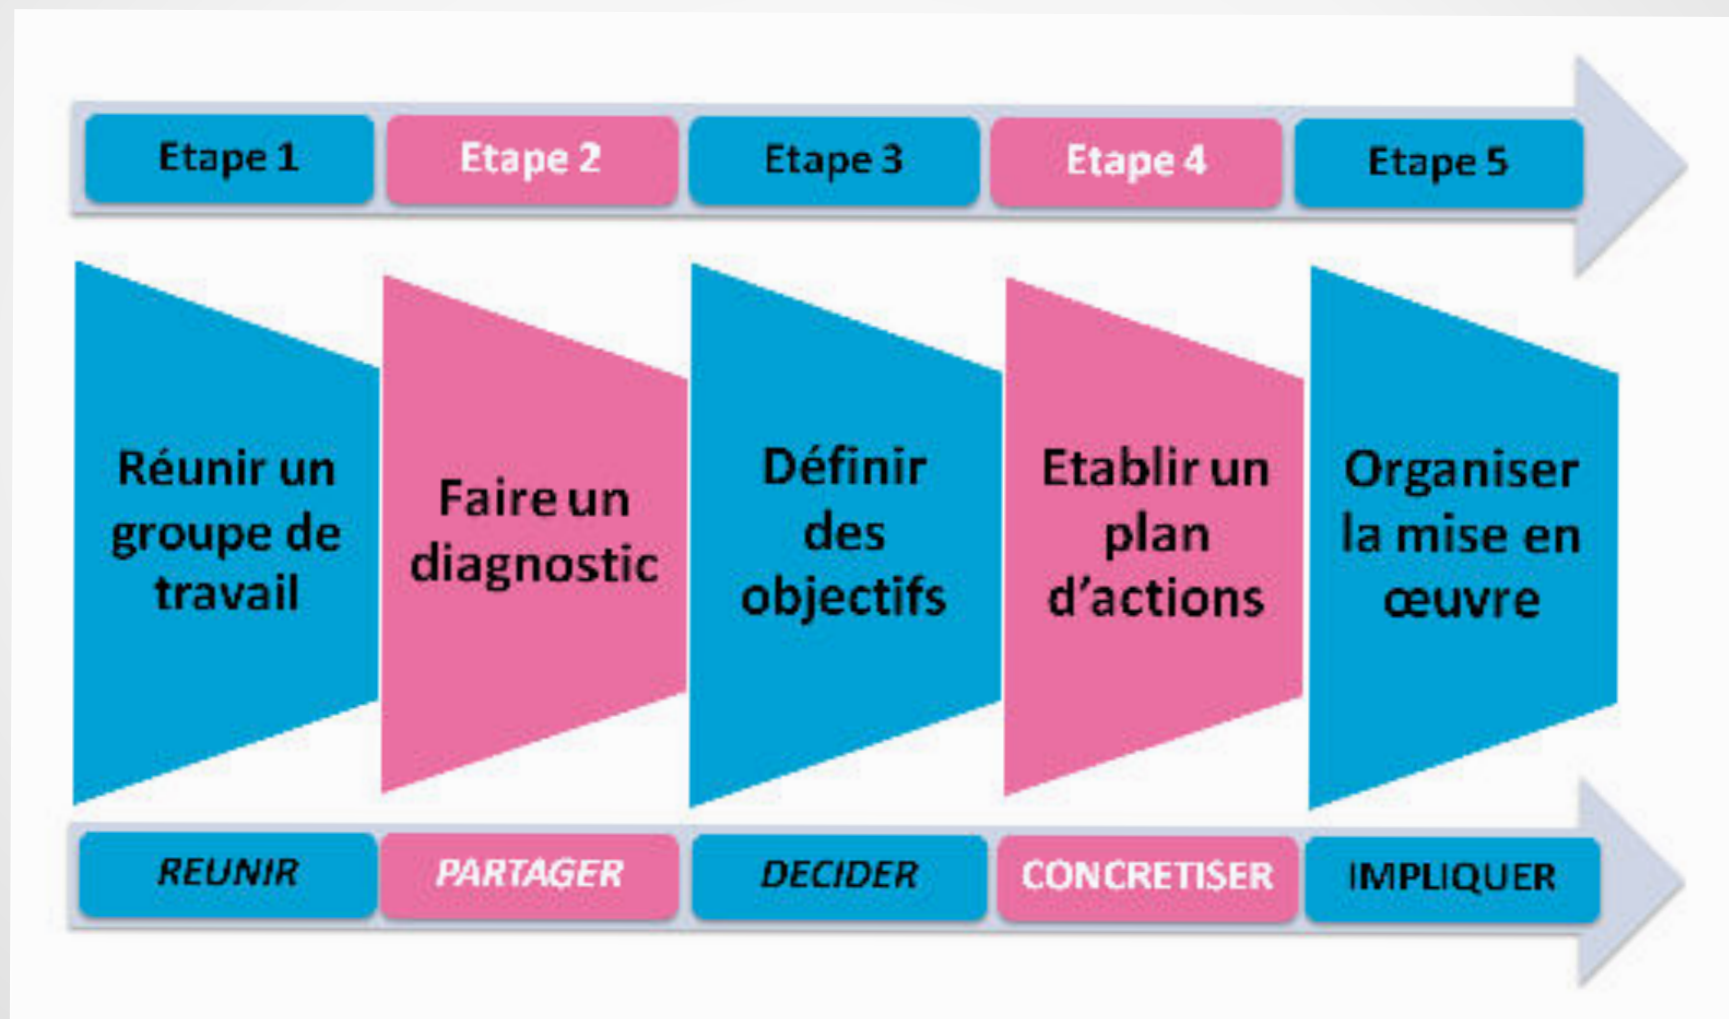 Etape 1
Etape 2
Etape 3
Etape 4
Etape 5
Réunir un
groupe de
travail
Faire un
diagnostic
Définir
des
objectifs
Etablir un
plan
d'actions
Organiser
la mise en
œuvre
REUNIR
PARTAGER
DECIDER
CONCRETISER
IMPLIQUER